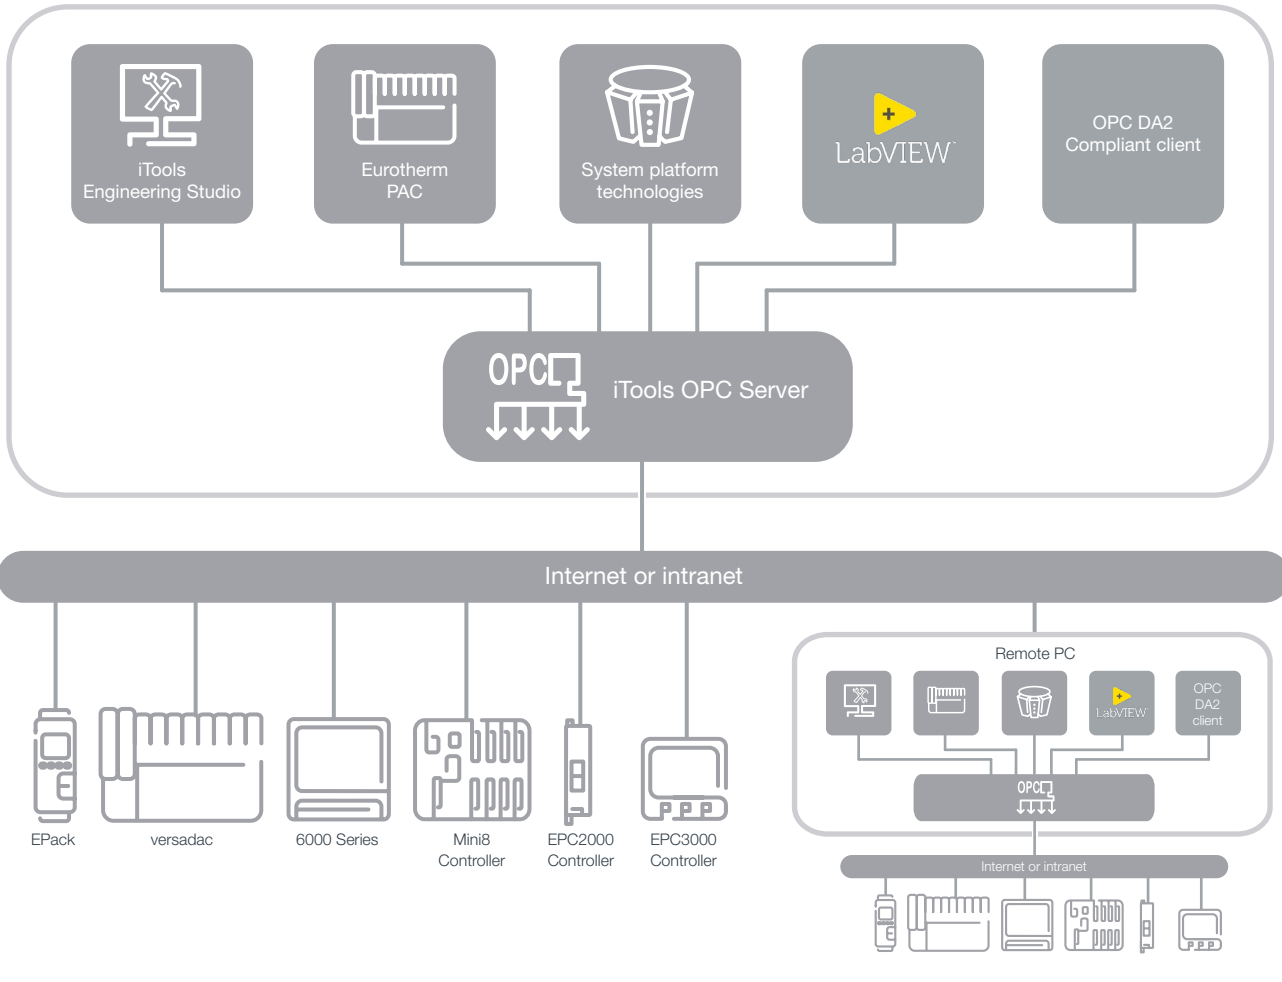 iTools
Engineering Studio
Eurotherm
PAC
System platform
technologies
LabVIEW™
OPC DA2
Compliant client
OPC
iTools OPC Server
Internet or intranet
EPack
versadac
6000 Series
Mini8
Controller
EPC2000
Controller
EPC3000
Controller
Remote PC
LabVIEW
OPC
DA2
client
OPC
Internet or intranet